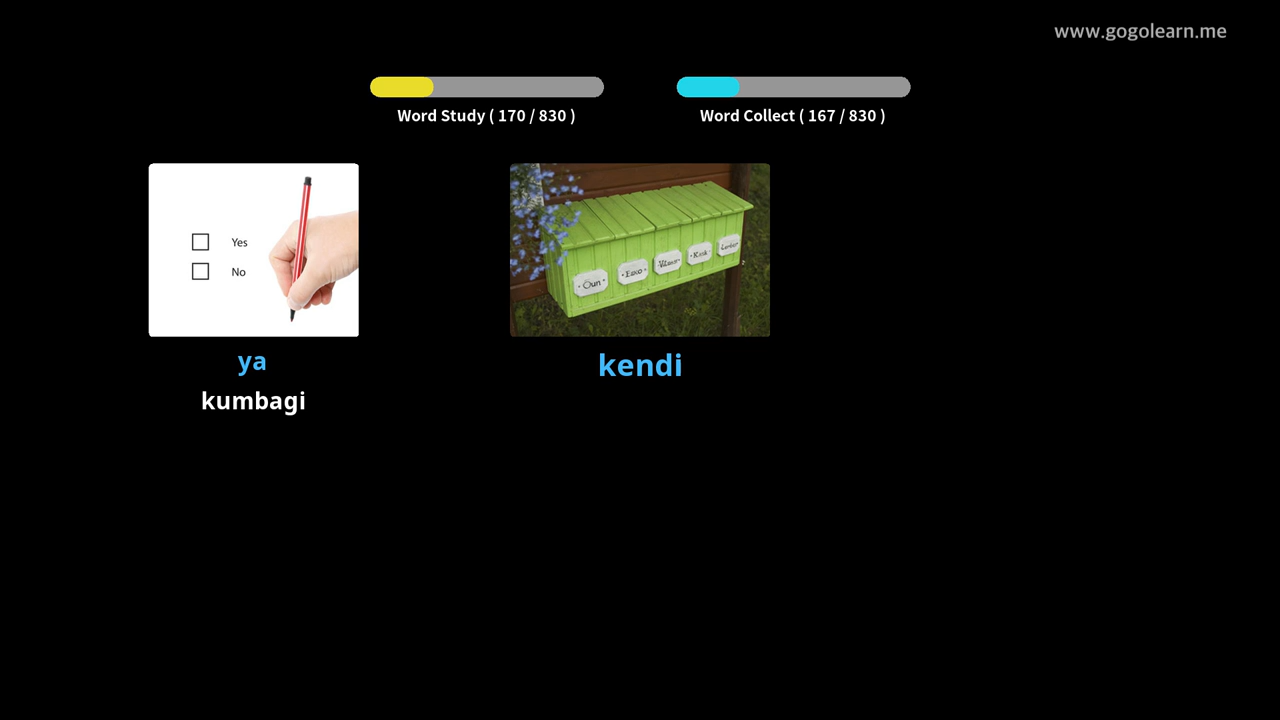 www.gogolearn.me
Word Study ( 170 / 830 )
Word Collect ( 167 / 830 )
Yes
No
ya
kumbagi
kendi